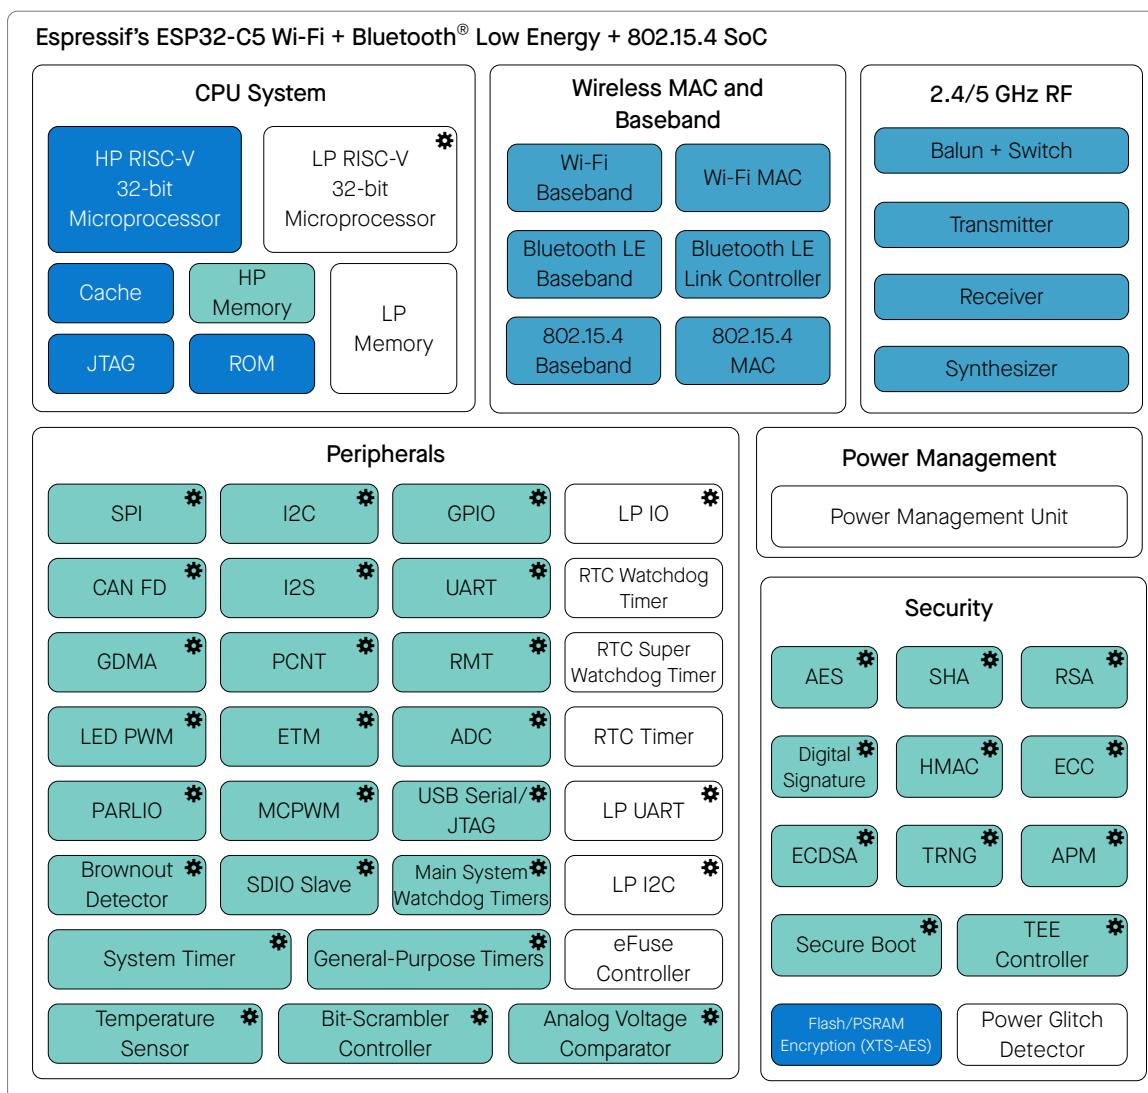 Espressif's ESP32-C5 Wi-Fi + Bluetooth® Low Energy + 802.15.4 SoC
CPU System
HP RISC-V
32-bit
Microprocessor
LP RISC-V
32-bit
Microprocessor
Cache
HP
Memory
LP
Memory
JTAG
ROM
Wireless MAC and
Baseband
Wi-Fi
Baseband
Wi-Fi MAC
Bluetooth LE
Baseband
Bluetooth LE
Link Controller
802.15.4
Baseband
802.15.4
MAC
2.4/5 GHz RF
Balun + Switch
Transmitter
Receiver
Synthesizer
Peripherals
SPI
I2C
GPIO
LP IO
CAN FD
I2S
UART
RTC Watchdog
Timer
GDMA
PCNT
RMT
RTC Super
Watchdog Timer
LED PWM
ETM
ADC
RTC Timer
PARLIO
MCPWM
USB Serial/
JTAG
LP UART
Brownout
Detector
SDIO Slave
Main System
Watchdog Timers
LP I2C
System Timer
General-Purpose Timers
eFuse
Controller
Temperature
Sensor
Bit-Scrambler
Controller
Analog Voltage
Comparator
Power Management
Power Management Unit
Security
AES
SHA
RSA
Digital
Signature
HMAC
ECC
ECDSA
TRNG
APM
Secure Boot
TEE
Controller
Flash/PSRAM
Encryption (XTS-AES)
Power Glitch
Detector